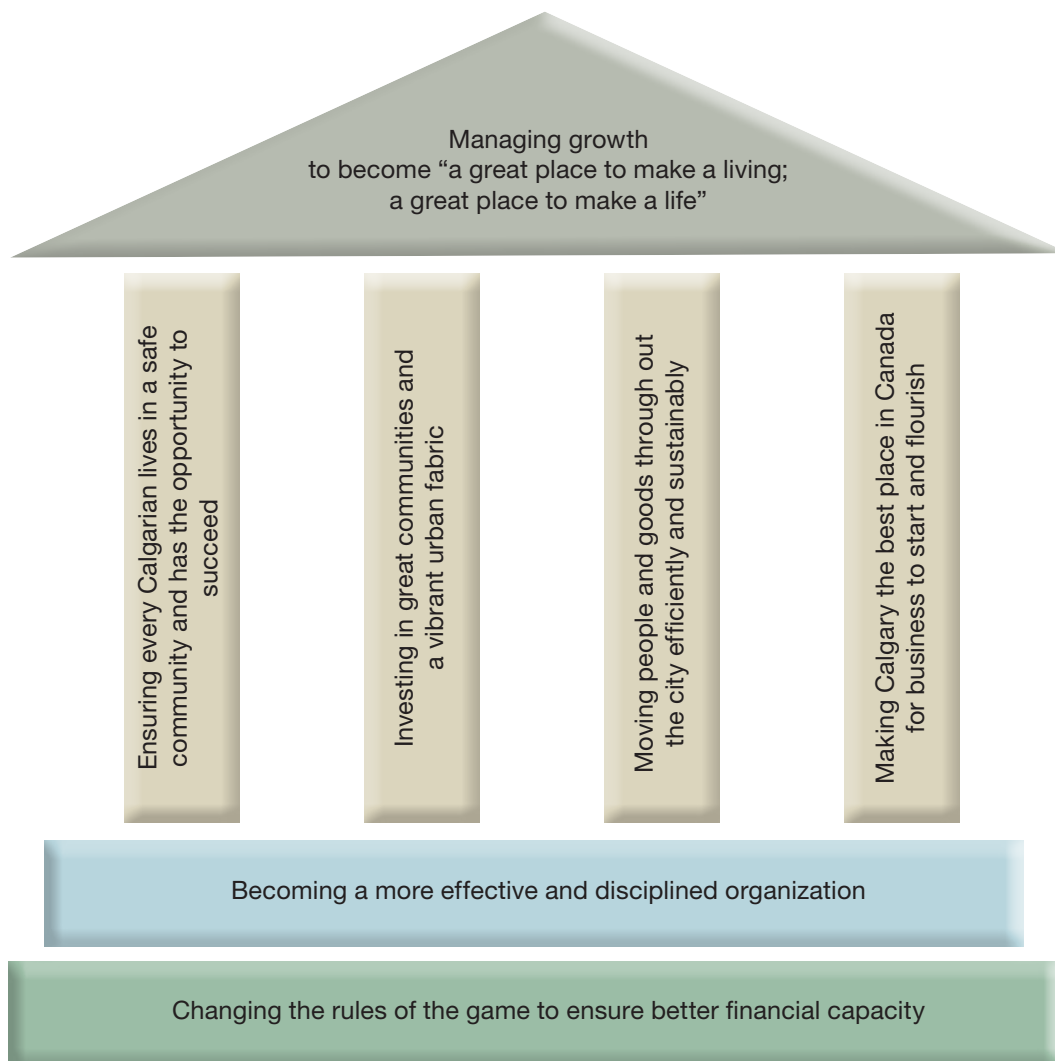 Managing growth
to become “a great place to make a living;
a great place to make a life”
Ensuring every Calgarian lives in a safe
community and has the opportunity to
succeed
Investing in great communities and
a vibrant urban fabric
Moving people and goods through out
the city efficiently and sustainably
Making Calgary the best place in Canada
for business to start and flourish
Becoming a more effective and disciplined organization
Changing the rules of the game to ensure better financial capacity